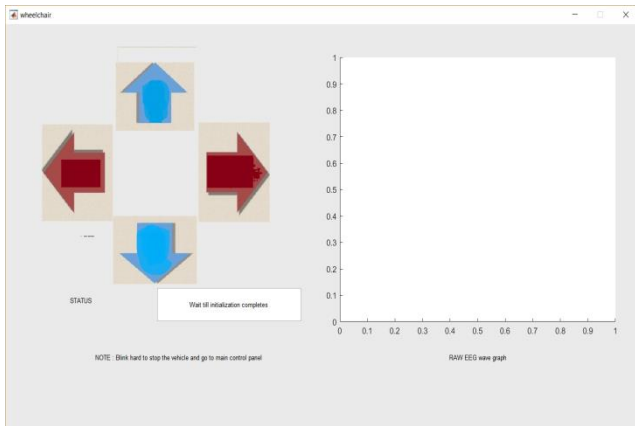 wheelchair
1
0.9
0.8
0.7
0.6
0.5
0.4
0.3
0.2
0.1
0
0 0.1 0.2 0.3 0.4 0.5 0.6 0.7 0.8 0.9 1
STATUS
Wait till initialization completes
NOTE : Blink hard to stop the vehicle and go to main control panel
RAW EEG wave graph